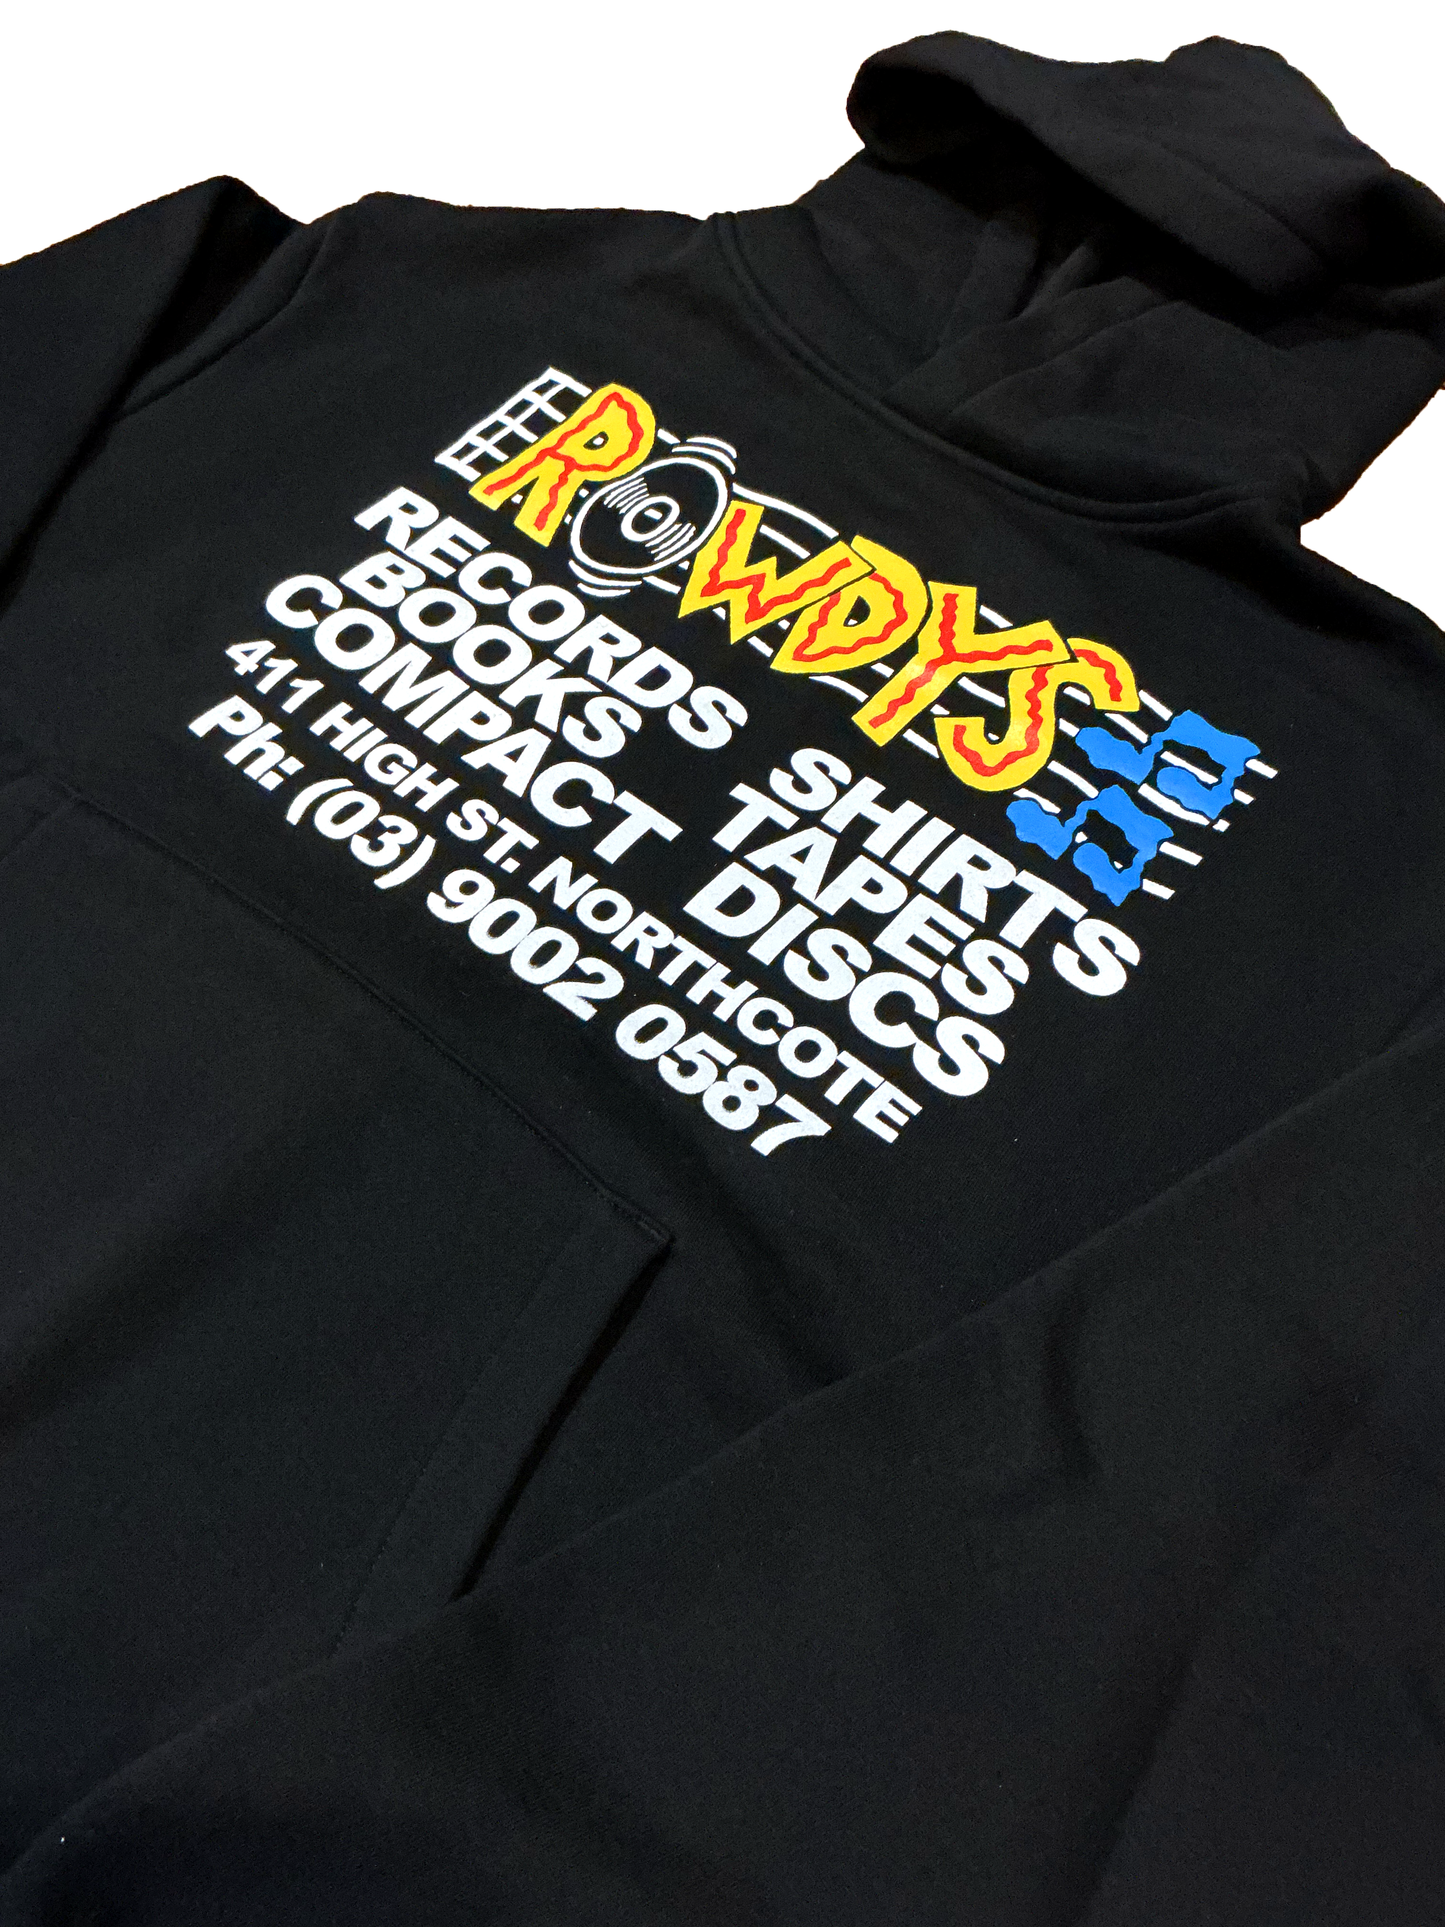 ROWDYS
RECORDS SHIRTS
BOOKS TAPES
COMPACT DISCS
411 HIGH ST. NORTHCOTE
Ph: (03) 9002 0587